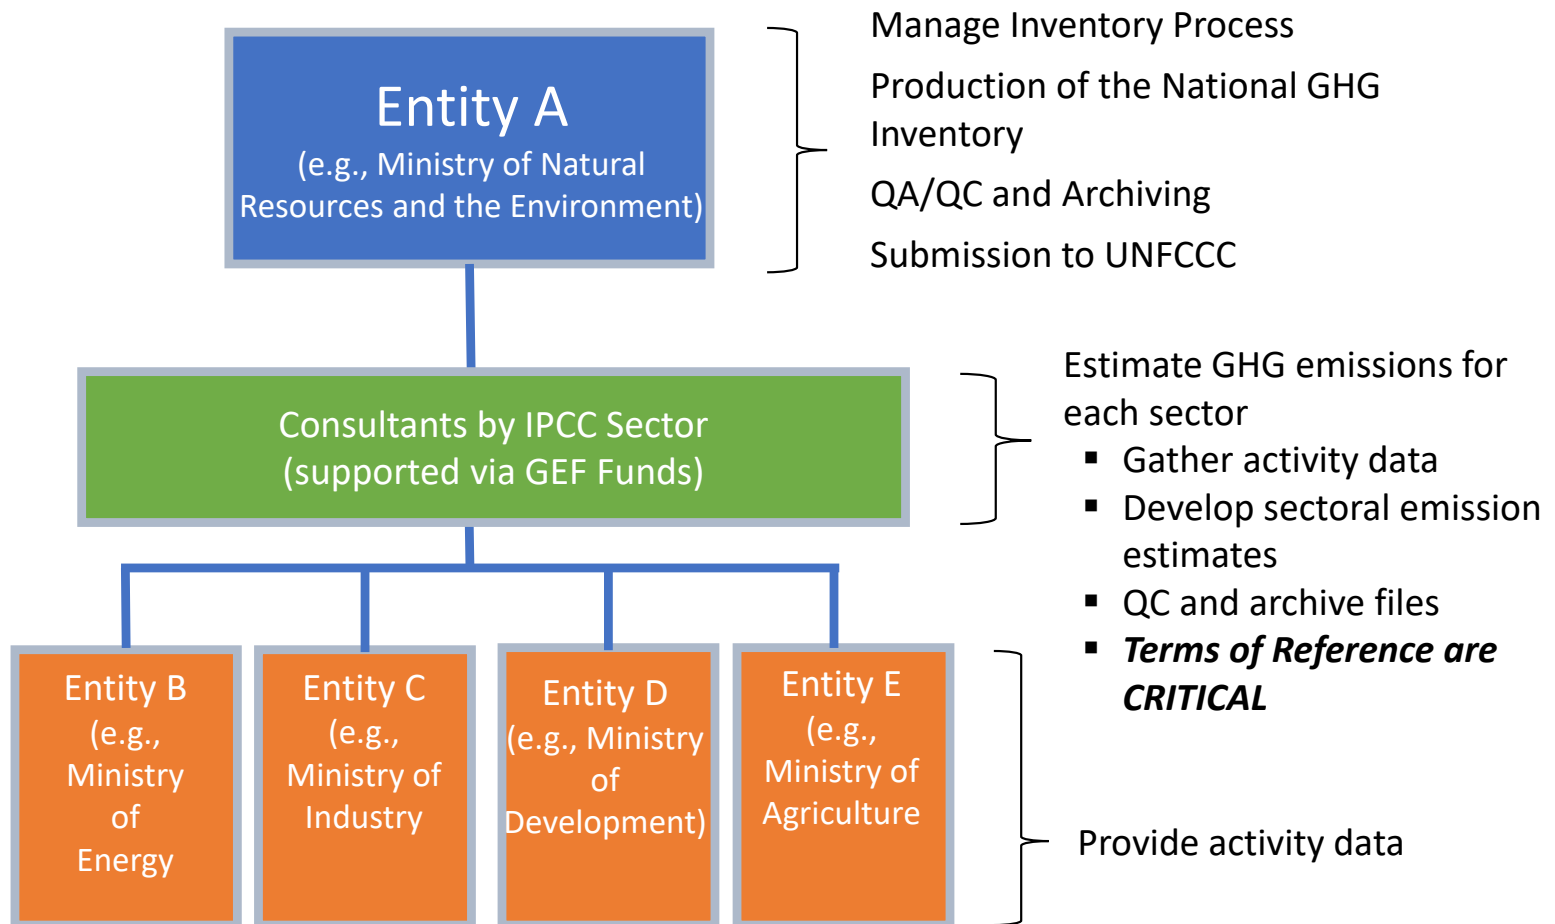 Entity A
(e.g., Ministry of Natural
Resources and the Environment)
Manage Inventory Process
Production of the National GHG
Inventory
QA/QC and Archiving
Submission to UNFCCC
Consultants by IPCC Sector
(supported via GEF Funds)
Estimate GHG emissions for
each sector
▪ Gather activity data
▪ Develop sectoral emission
estimates
▪ QC and archive files
▪ Terms of Reference are
CRITICAL
Entity B
(e.g.,
Ministry
of
Energy
Entity C
(e.g.,
Ministry of
Industry
Entity D
(e.g., Ministry
of
Development)
Entity E
(e.g.,
Ministry of
Agriculture
Provide activity data